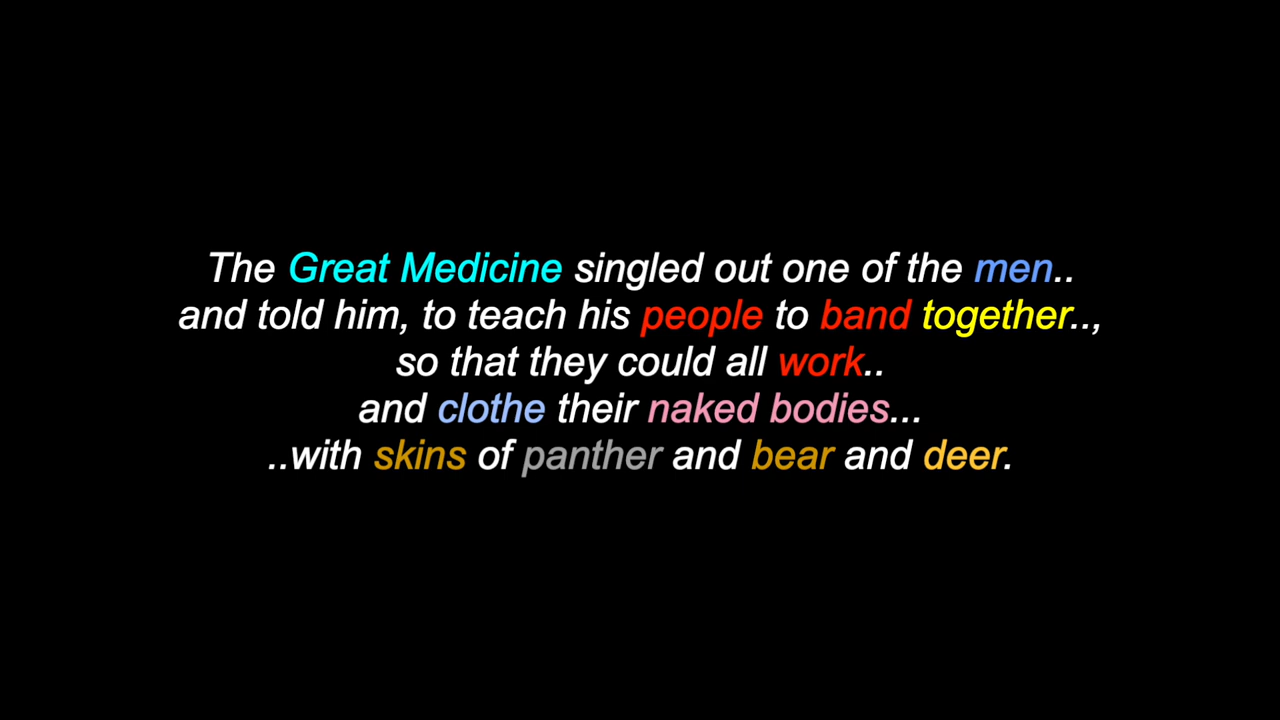 The Great Medicine singled out one of the men..
and told him, to teach his people to band together..,
so that they could all work..
and clothe their naked bodies...
..with skins of panther and bear and deer.